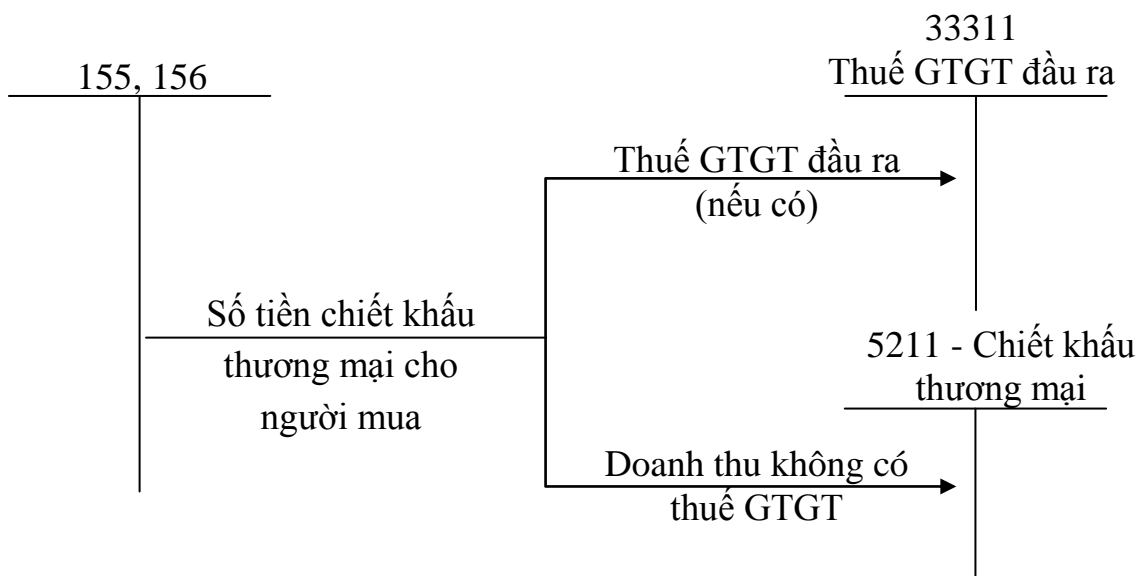 33311
Thuế GTGT đầu ra
155, 156
Thuế GTGT đầu ra
(nếu có)
Số tiền chiết khấu
thương mại cho
người mua
5211 - Chiết khấu
thương mại
Doanh thu không có
thuế GTGT